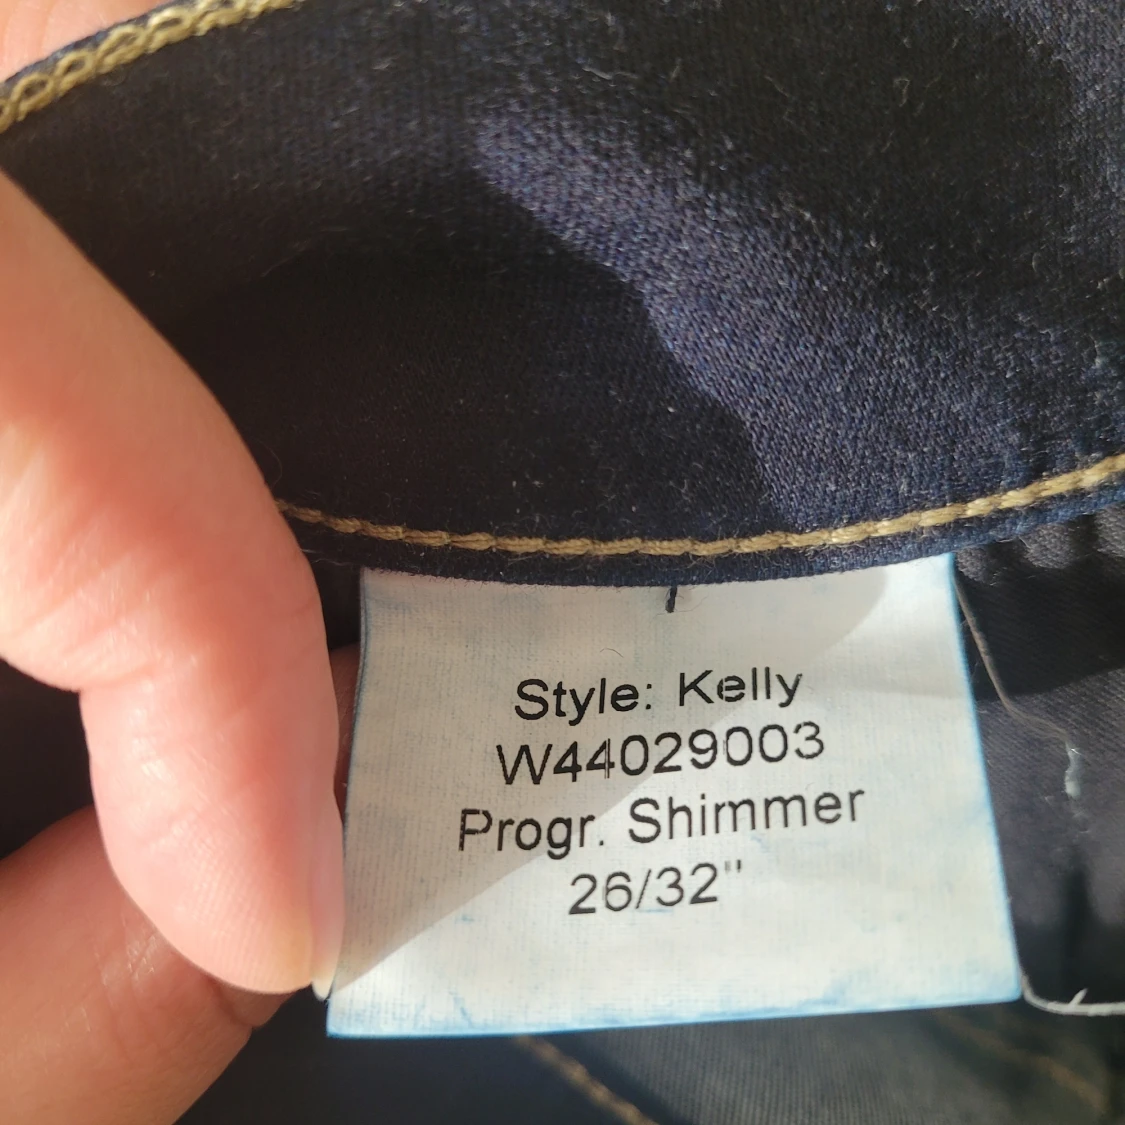 Style: Kelly
W44029003
Progr. Shimmer
26/32"